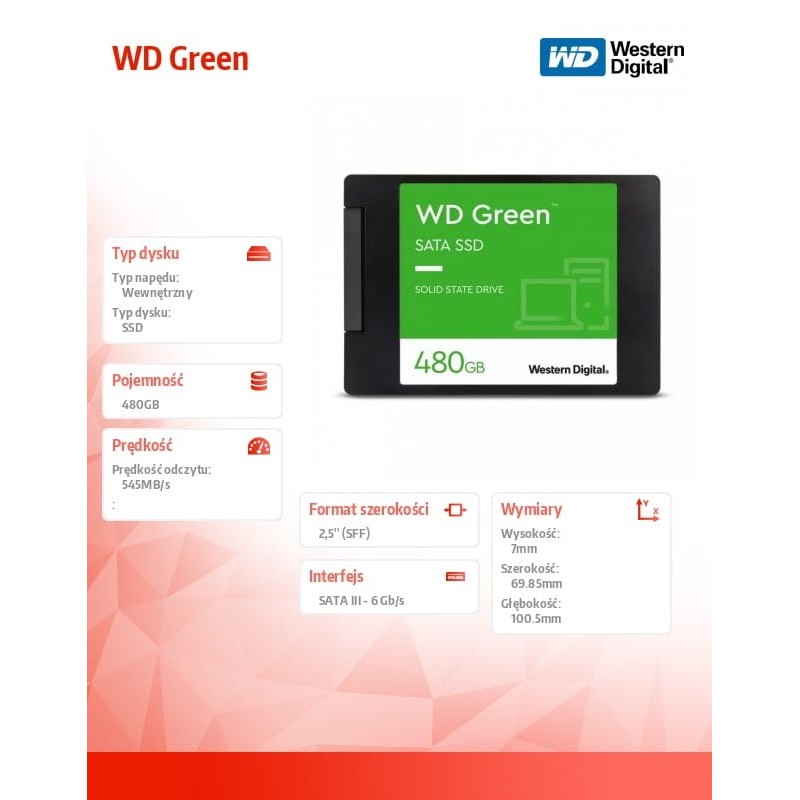 WD Green
WD Western
Digital®
WD Green™
SATA SSD
SOLID STATE DRIVE
480GB
Western Digital.
Typ dysku
Typ napędu:
Wewnętrzny
Typ dysku:
SSD
Pojemność
480GB
Prędkość
Prędkość odczytu:
545MB/s
:
Format szerokości
2,5'' (SFF)
Interfejs
SATA III - 6 Gb/s
Wymiary
Y
X
Wysokość:
7mm
Szerokość:
69.85mm
Głębokość:
100.5mm